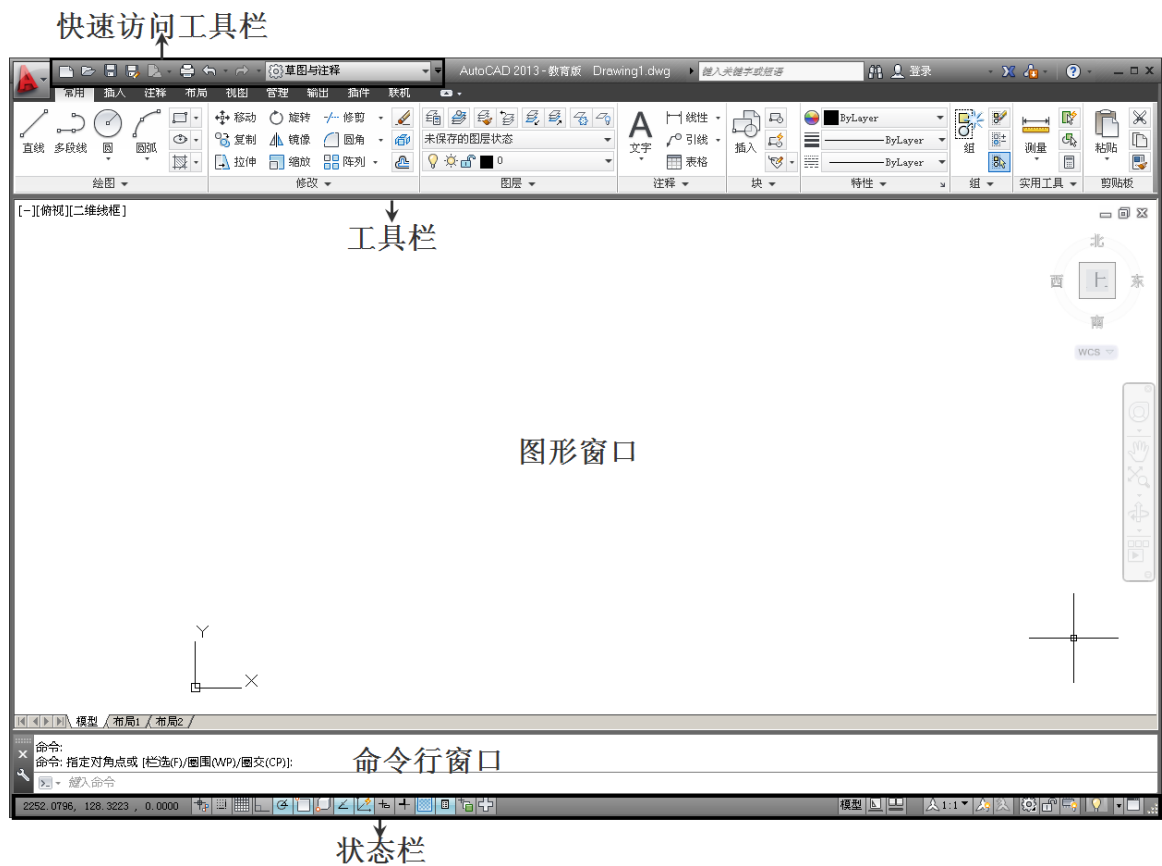 快速访问工具栏
草图与注释 AutoCAD 2013-教育版 Drawing1.dwg 键入关键字或短语 登录
常用 插入 注释 布局 视图 管理 输出 插件 联机
移动 旋转 修剪 线性 ByLayer
复制 镜像 圆角 未保存的图层状态 引线 ByLayer
直线 多段线 圆 圆弧 文字 插入 组 测量 粘贴
拉伸 缩放 阵列 0 表格 ByLayer
绘图 修改 图层 注释 块 特性 组 实用工具 剪贴板
[-][俯视][二维线框]
工具栏
北
西 上 东
南
WCS
图形窗口
Y
X
模型 布局1 布局2
命令:
命令: 指定对角点或 [栏选(F)/圈围(WP)/圈交(CP)]:
命令行窗口
键入命令
2252.0796, 128.3223 , 0.0000 模型 1:1
状态栏